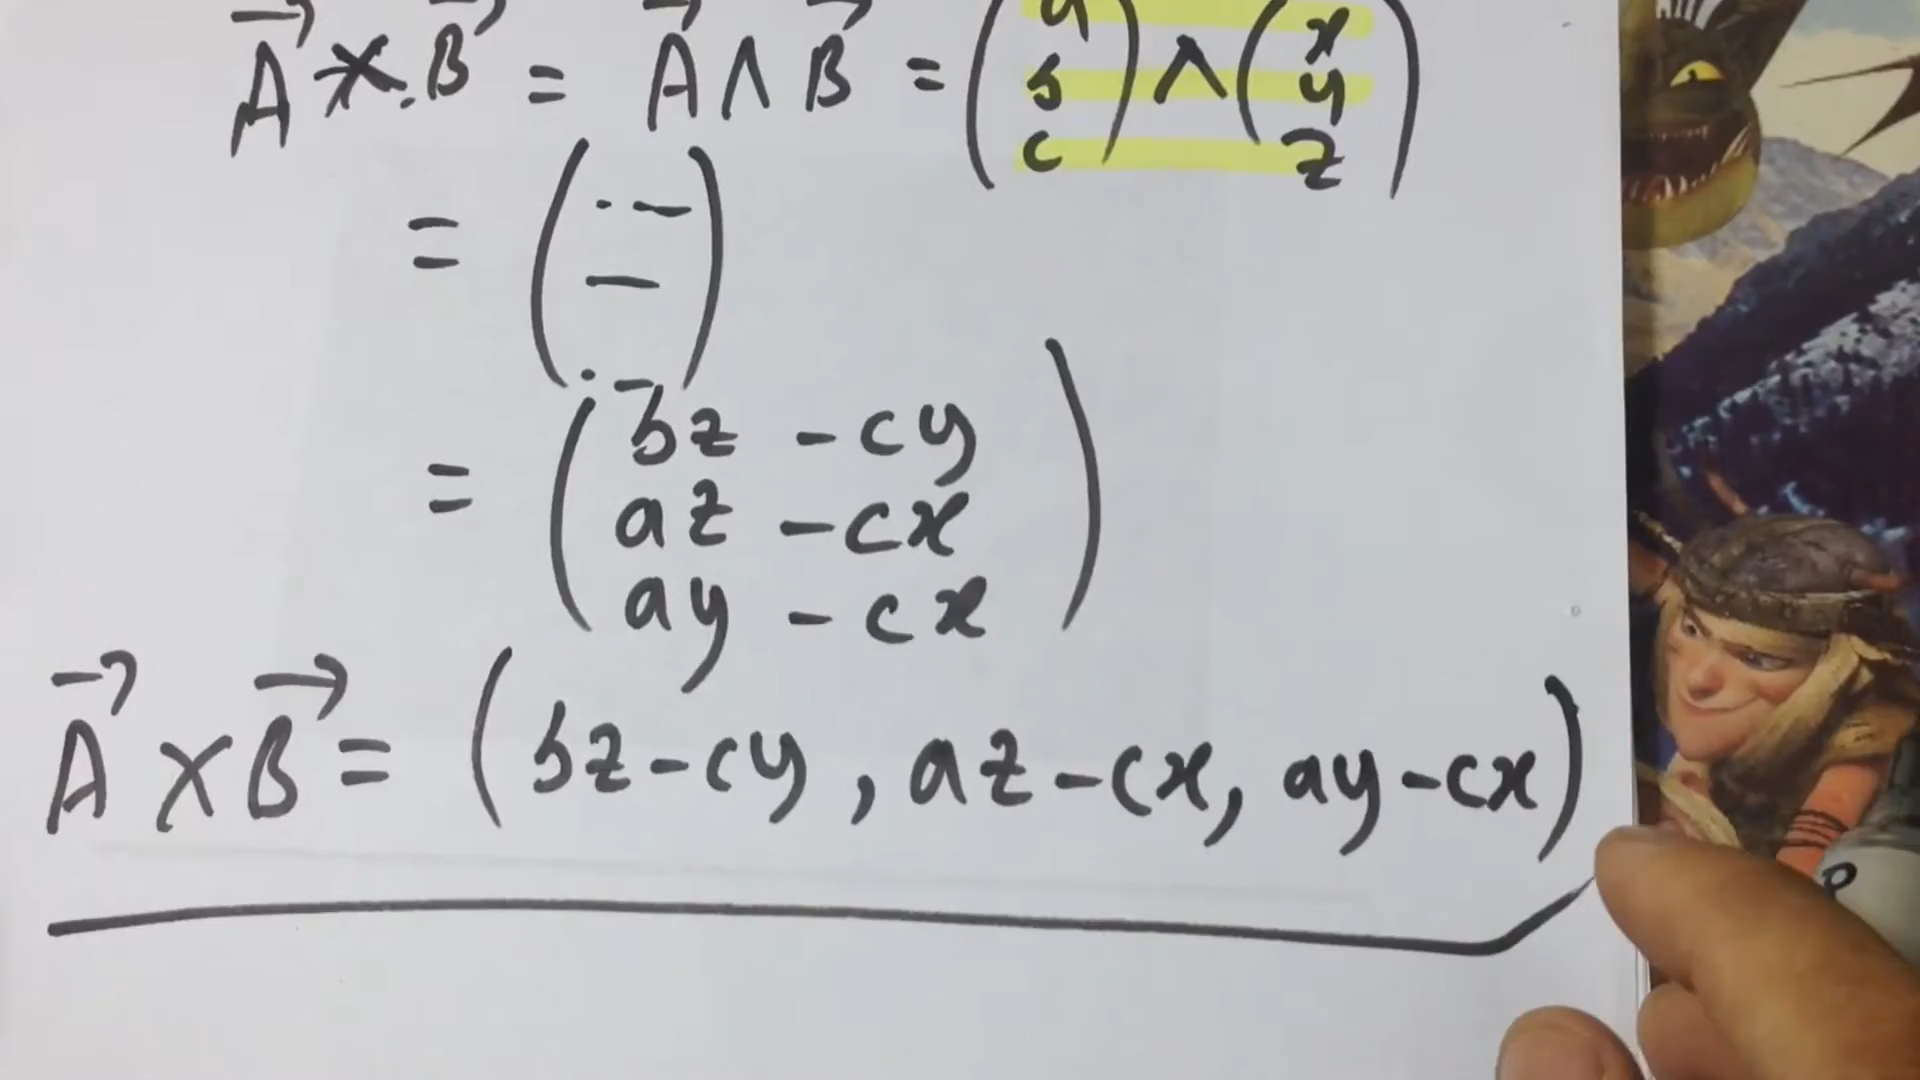 A⃗ × . B⃗ = A⃗ ∧ B⃗ = ( a b c ) ∧ ( x y z )
= ( · — — · — )
= ( bz - cy
az - cx
ay - cx )
A⃗ × B⃗ = ( bz - cy , az - cx , ay - cx )